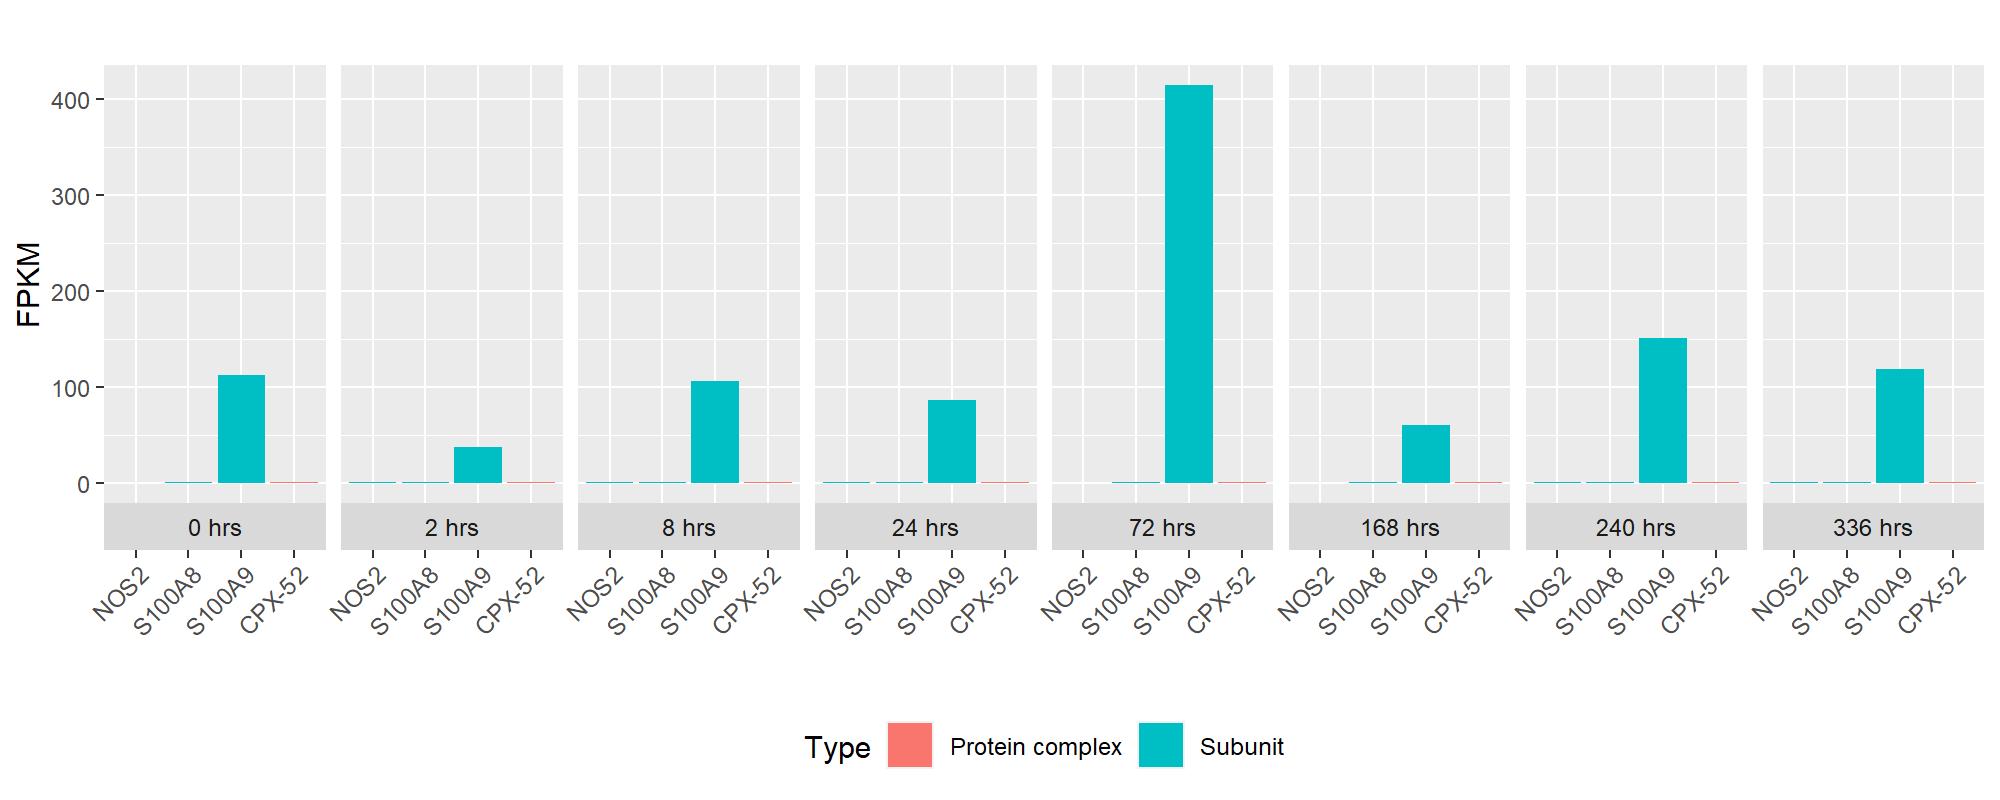 FPKM
400
300
200
100
0
0 hrs
2 hrs
8 hrs
24 hrs
72 hrs
168 hrs
240 hrs
336 hrs
NOS2
S100A8
S100A9
CPX-52
NOS2
S100A8
S100A9
CPX-52
NOS2
S100A8
S100A9
CPX-52
NOS2
S100A8
S100A9
CPX-52
NOS2
S100A8
S100A9
CPX-52
NOS2
S100A8
S100A9
CPX-52
NOS2
S100A8
S100A9
CPX-52
NOS2
S100A8
S100A9
CPX-52
Type
Protein complex
Subunit